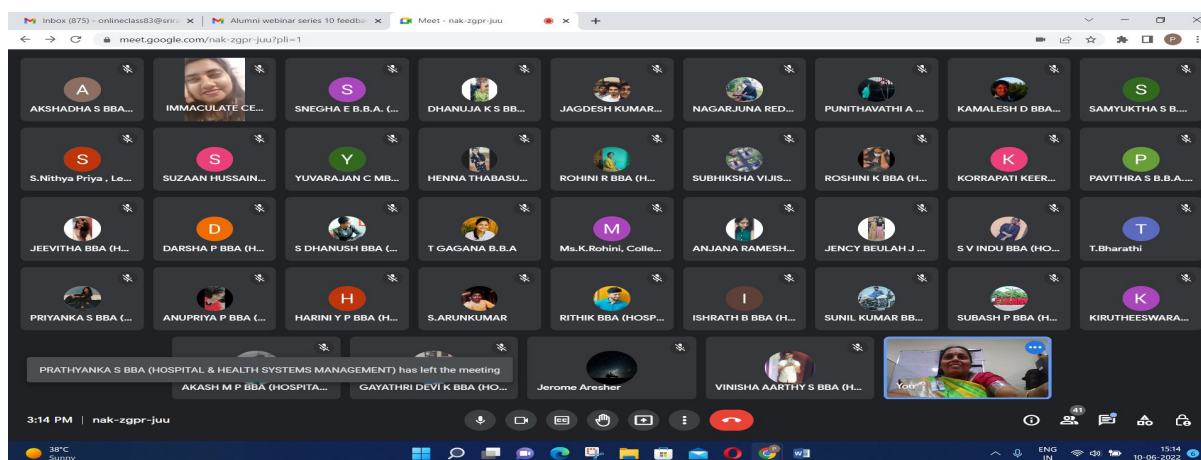 Inbox (875) - onlineclass83@srira
Alumni webinar series 10 feedba
Meet - nak-zgpr-juu
meet.google.com/nak-zgpr-juu?pli=1
P
A
S
S
AKSHADHA S BBA...
IMMACULATE CE...
SNEGHA E B.B.A. (...
DHANUJA K S BB...
JAGDESH KUMAR...
NAGARJUNA RED...
PUNITHAVATHI A ...
KAMALESH D BBA...
SAMYUKTHA S B....
S
S
Y
K
P
S.Nithya Priya , Le...
SUZAAN HUSSAIN...
YUVARAJAN C MB...
HENNA THABASU...
ROHINI R BBA (H...
SUBHIKSHA VIJIS...
ROSHINI K BBA (H...
KORRAPATI KEER...
PAVITHRA S B.B.A....
D
M
T
JEEVITHA BBA (H...
DARSHA P BBA (H...
S DHANUSH BBA (...
T GAGANA B.B.A
Ms.K.Rohini, Colle...
ANJANA RAMESH...
JENCY BEULAH J ...
S V INDU BBA (HO...
T.Bharathi
H
I
K
PRIYANKA S BBA (...
ANUPRIYA P BBA (...
HARINI Y P BBA (H...
S.ARUNKUMAR
RITHIK BBA (HOSP...
ISHRATH B BBA (H...
SUNIL KUMAR BB...
SUBASH P BBA (H...
KIRUTHEESWARA...
PRATHYANKA S BBA (HOSPITAL & HEALTH SYSTEMS MANAGEMENT) has left the meeting
AKASH M P BBA (HOSPITA...
GAYATHRI DEVI K BBA (HO...
Jerome Aresher
VINISHA AARTHY S BBA (H...
You
3:14 PM | nak-zgpr-juu
CC
41
38°C
Sunny
ENG
IN
15:14
10-06-2022